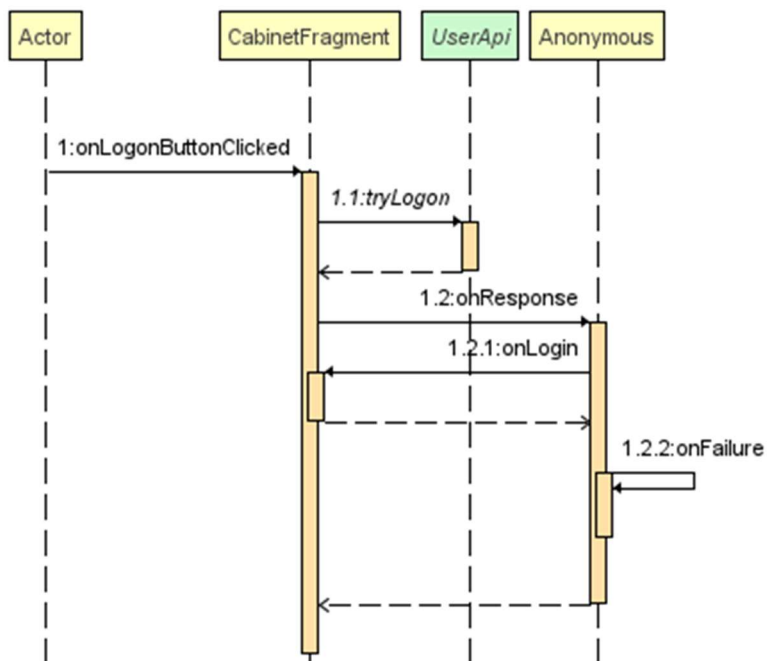 Actor
CabinetFragment
UserApi
Anonymous
1:onLogonButtonClicked
1.1:tryLogon
1.2:onResponse
1.2.1:onLogin
1.2.2:onFailure